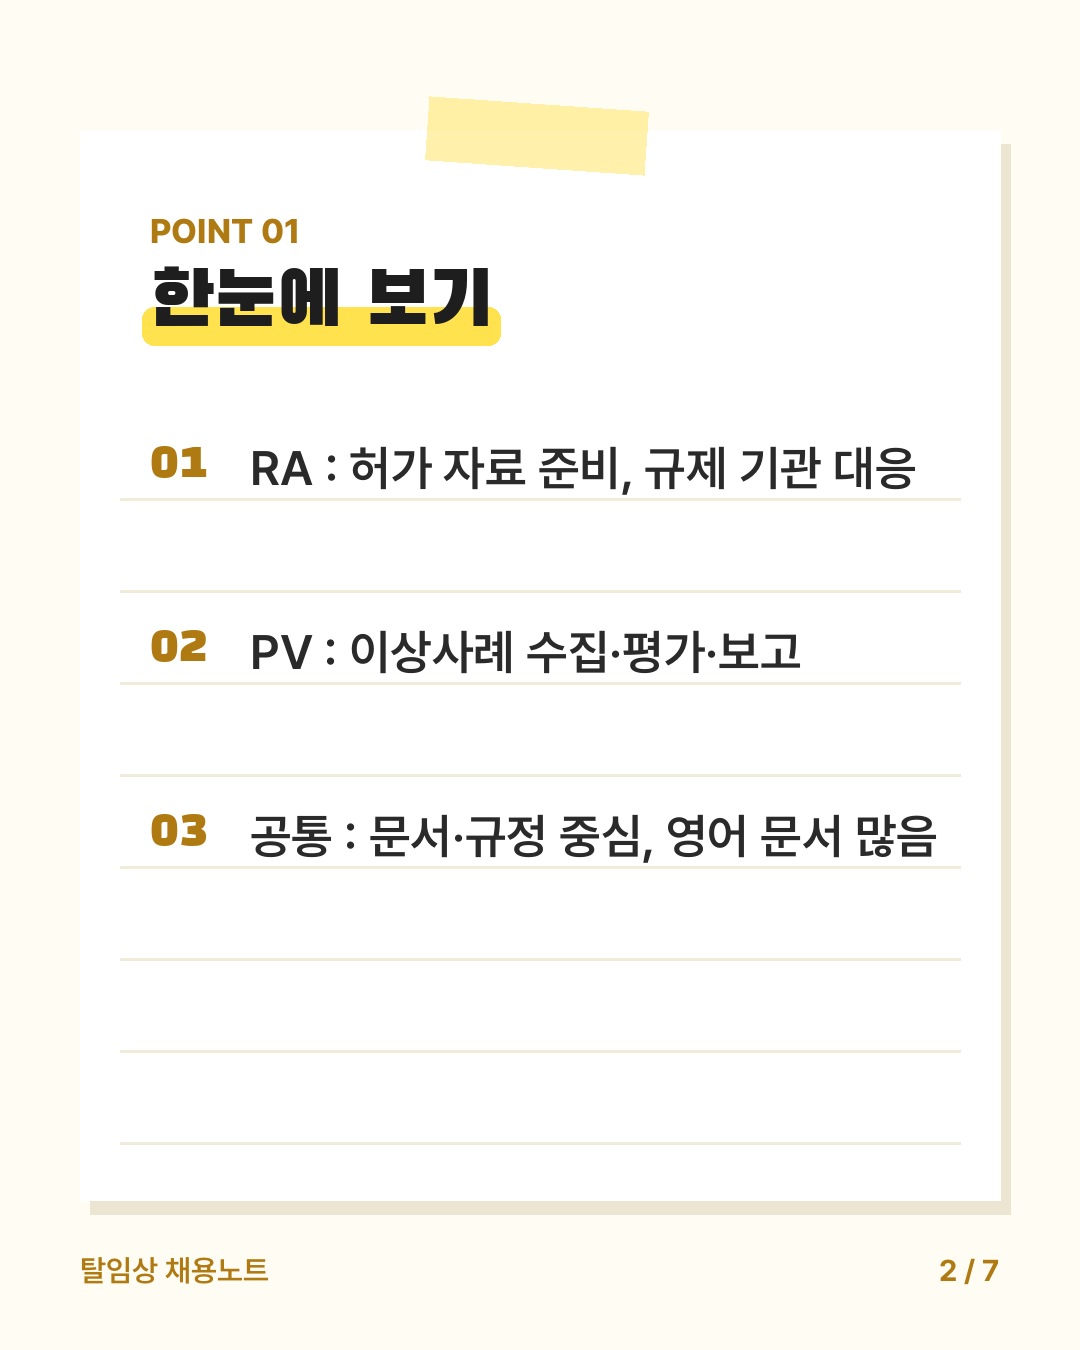 POINT 01
한눈에 보기
01 RA : 허가 자료 준비, 규제 기관 대응
02 PV : 이상사례 수집·평가·보고
03 공통 : 문서·규정 중심, 영어 문서 많음
탈임상 채용노트
2 / 7